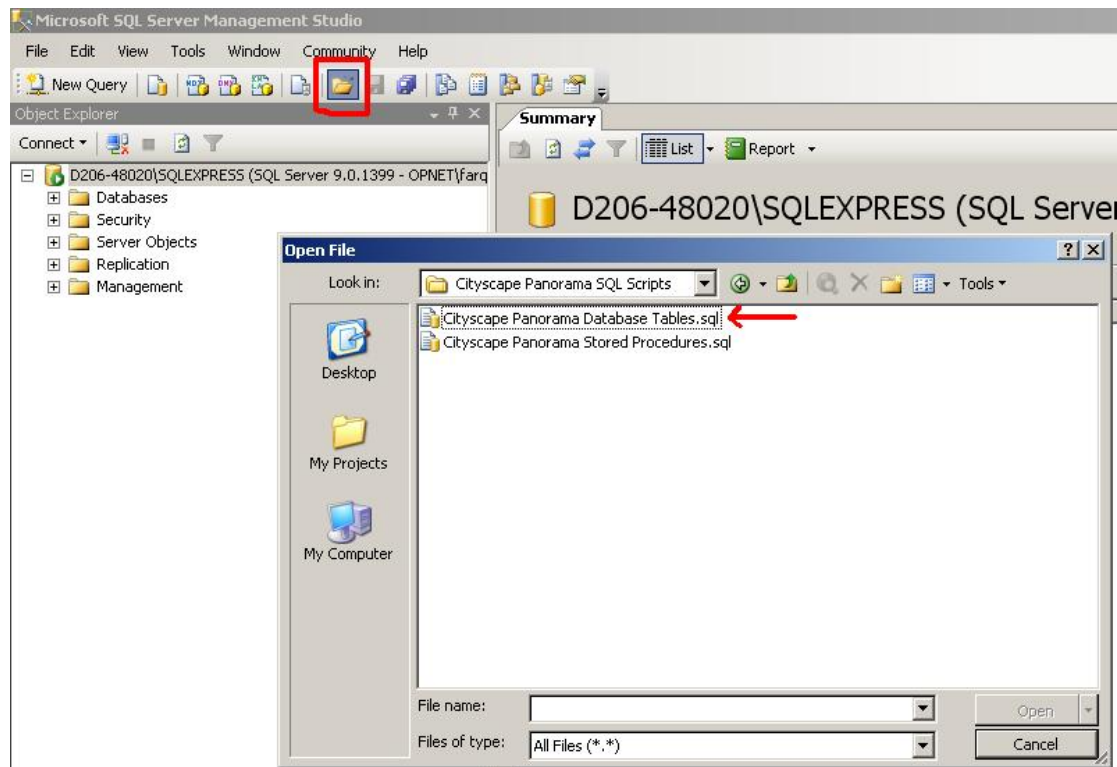 Microsoft SQL Server Management Studio
File Edit View Tools Window Community Help
New Query
Object Explorer
Summary
Connect
List Report
D206-48020\SQLEXPRESS (SQL Server 9.0.1399 - OPNET\farq
Databases
Security
Server Objects
Replication
Management
D206-48020\SQLEXPRESS (SQL Server
Open File
Look in: Cityscape Panorama SQL Scripts Tools
Cityscape Panorama Database Tables.sql
Cityscape Panorama Stored Procedures.sql
Desktop
My Projects
My Computer
File name: Open
Files of type: All Files (*.*) Cancel